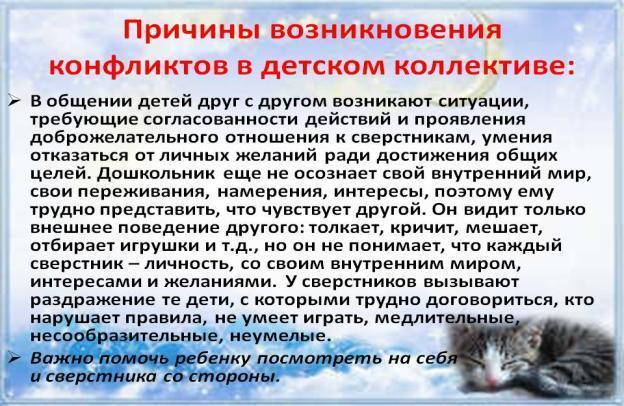 Причины возникновения
конфликтов в детском коллективе:
➢ В общении детей друг с другом возникают ситуации,
требующие согласованности действий и проявления
доброжелательного отношения к сверстникам, умения
отказаться от личных желаний ради достижения общих
целей. Дошкольник еще не осознает свой внутренний мир,
свои переживания, намерения, интересы, поэтому ему
трудно представить, что чувствует другой. Он видит только
внешнее поведение другого: толкает, кричит, мешает,
отбирает игрушки и т.д., но он не понимает, что каждый
сверстник – личность, со своим внутренним миром,
интересами и желаниями. У сверстников вызывают
раздражение те дети, с которыми трудно договориться, кто
нарушает правила, не умеет играть, медлительные,
несообразительные, неумелые.
➢ Важно помочь ребенку посмотреть на себя
и сверстника со стороны.